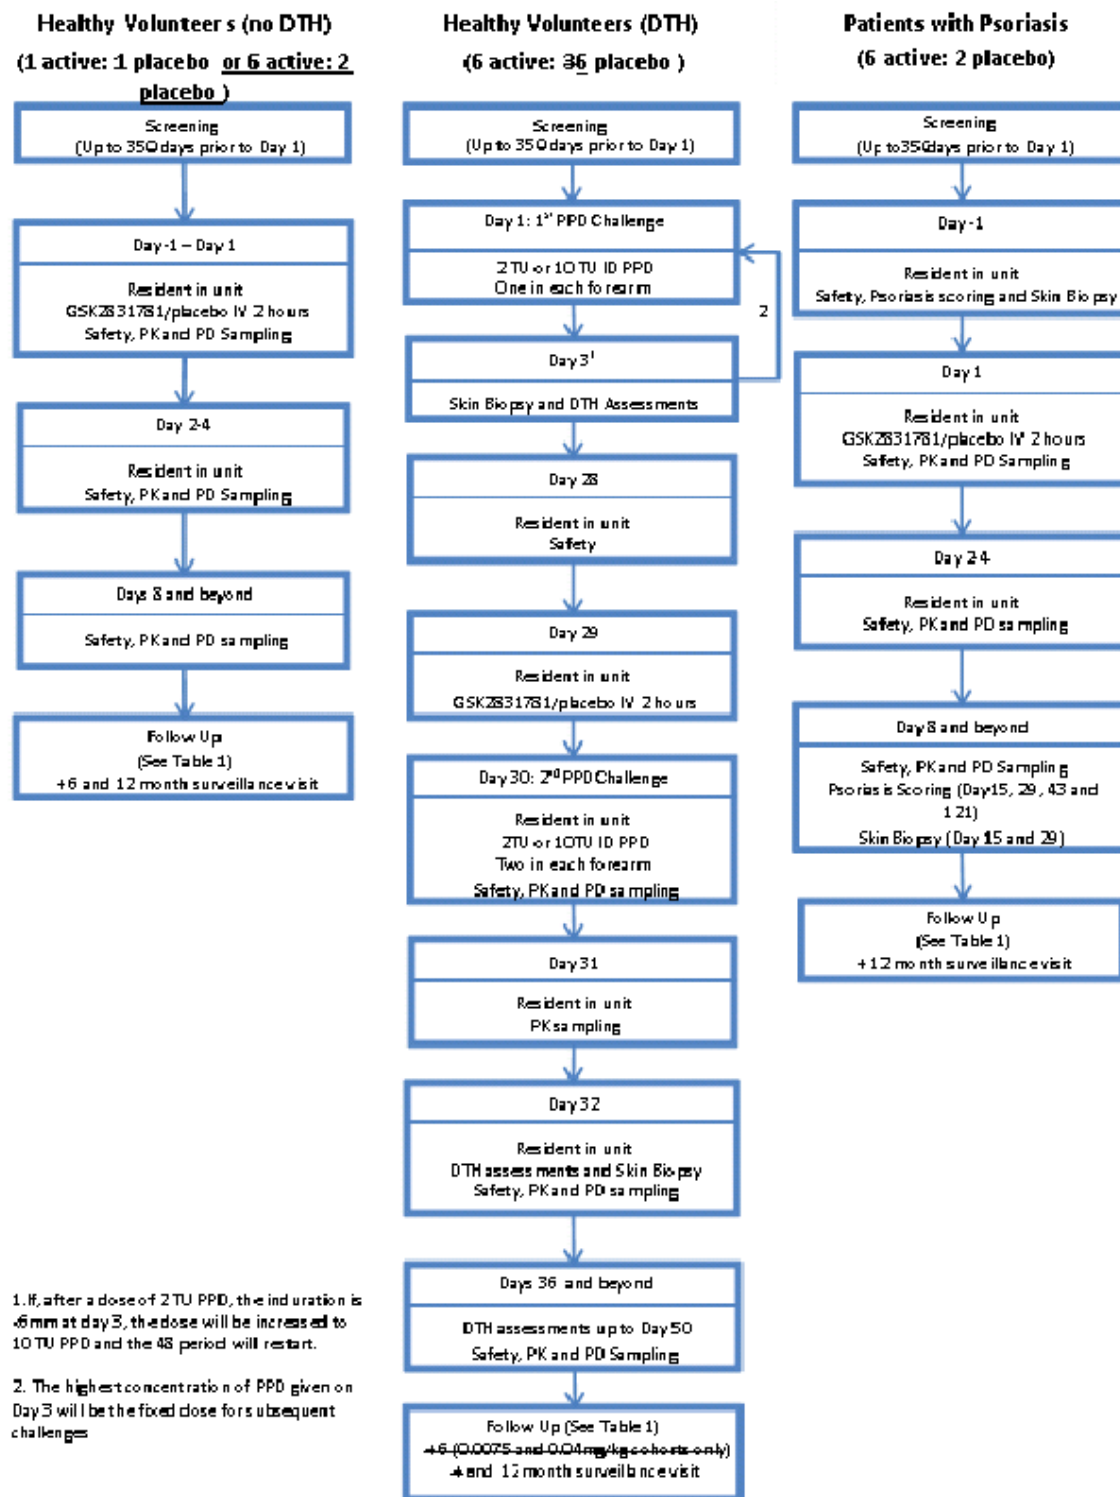 Healthy Volunteers (no DTH)
(1 active: 1 placebo or 6 active: 2
placebo )
Screening
(Up to 350 days prior to Day 1)
Day -1 – Day 1
Resident in unit
GSK2831781/placebo IV 2 hours
Safety, PK and PD Sampling
Day 2-4
Resident in unit
Safety, PK and PD Sampling
Days 8 and beyond
Safety, PK and PD sampling
Follow Up
(See Table 1)
+6 and 12 month surveillance visit
Healthy Volunteers (DTH)
(6 active: 36 placebo )
Screening
(Up to 350 days prior to Day 1)
Day 1: 1st PPD Challenge
2TU or 10TU ID PPD
One in each forearm
2
Day 3¹
Skin Biopsy and DTH Assessments
Day 28
Resident in unit
Safety
Day 29
Resident in unit
GSK2831781/placebo IV 2 hours
Day 30: 2nd PPD Challenge
Resident in unit
2TU or 10TU ID PPD
Two in each forearm
Safety, PK and PD sampling
Day 31
Resident in unit
PK sampling
Day 32
Resident in unit
DTH assessments and Skin Biopsy
Safety, PK and PD sampling
Days 36 and beyond
DTH assessments up to Day 50
Safety, PK and PD Sampling
Follow Up (See Table 1)
+6 (0.0075 and 0.04mg/kg cohorts only)
and 12 month surveillance visit
Patients with Psoriasis
(6 active: 2 placebo)
Screening
(Up to days prior to Day 1)
Day -1
Resident in unit
Safety, Psoriasis scoring and Skin Biopsy
Day 1
Resident in unit
GSK2831781/placebo IV 2 hours
Safety, PK and PD Sampling
Day 2-4
Resident in unit
Safety, PK and PD sampling
Day 8 and beyond
Safety, PK and PD Sampling
Psoriasis Scoring (Day 15, 29, 43 and
121)
Skin Biopsy (Day 15 and 29)
Follow Up
(See Table 1)
+12 month surveillance visit
1. If, after a dose of 2TU PPD, the induration is
<6mm at day 3, the dose will be increased to
10TU PPD and the 48 period will restart.
2. The highest concentration of PPD given on
Day 3 will be the fixed dose for subsequent
challenges